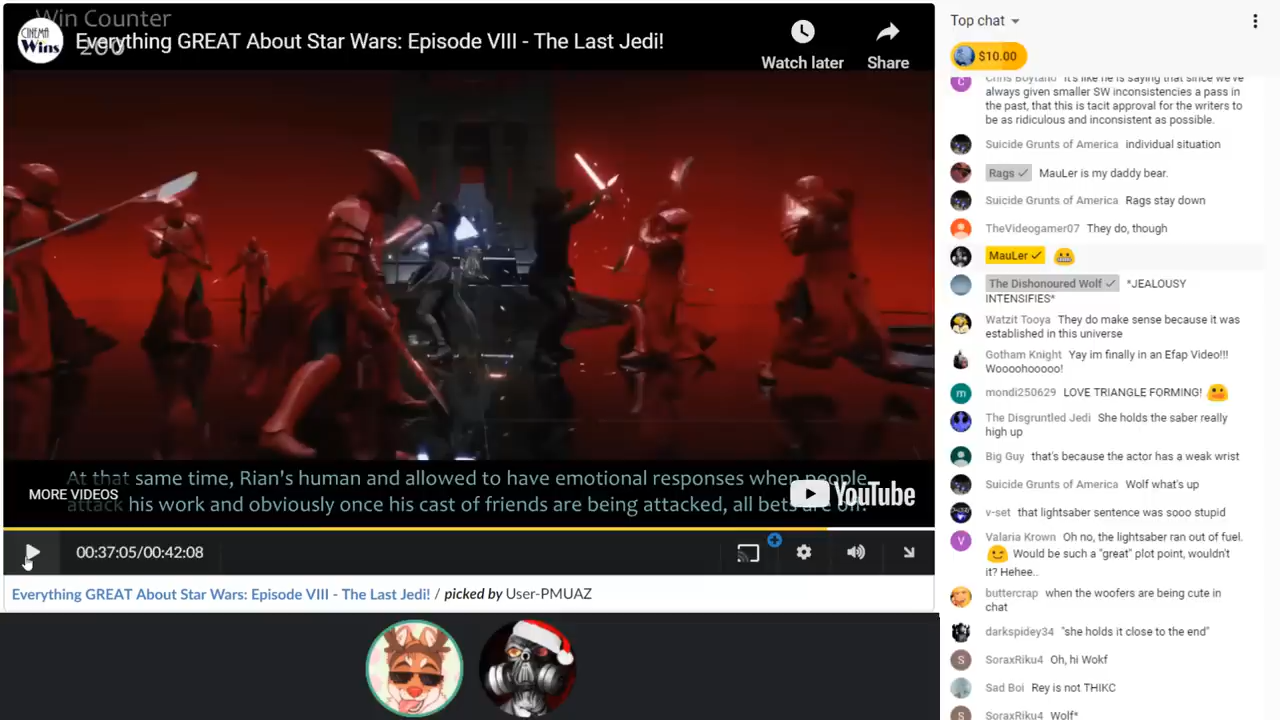 Win Counter
200
CINEMA
Wins
Everything GREAT About Star Wars: Episode VIII - The Last Jedi!
Watch later
Share
At that same time, Rian's human and allowed to have emotional responses when people
attack his work and obviously once his cast of friends are being attacked, all bets are off.
MORE VIDEOS
YouTube
00:37:05/00:42:08
Everything GREAT About Star Wars: Episode VIII - The Last Jedi! / picked by User-PMUAZ
Top chat
$10.00
C
Chris Boytano It's like he is saying that since we've
always given smaller SW inconsistencies a pass in
the past, that this is tacit approval for the writers to
be as ridiculous and inconsistent as possible.
Suicide Grunts of America individual situation
Rags MauLer is my daddy bear.
Suicide Grunts of America Rags stay down
TheVideogamer07 They do, though
MauLer
The Dishonoured Wolf *JEALOUSY
INTENSIFIES*
Watzit Tooya They do make sense because it was
established in this universe
Gotham Knight Yay im finally in an Efap Video!!!
Woooohooooo!
m
mondi250629 LOVE TRIANGLE FORMING!
The Disgruntled Jedi She holds the saber really
high up
Big Guy that's because the actor has a weak wrist
Suicide Grunts of America Wolf what's up
v-set that lightsaber sentence was sooo stupid
V
Valaria Krown Oh no, the lightsaber ran out of fuel.
Would be such a "great" plot point, wouldn't
it? Hehee..
buttercrap when the woofers are being cute in
chat
darkspidey34 "she holds it close to the end"
S
SoraxRiku4 Oh, hi Wokf
Sad Boi Rey is not THIKC
S
SoraxRiku4 Wolf*